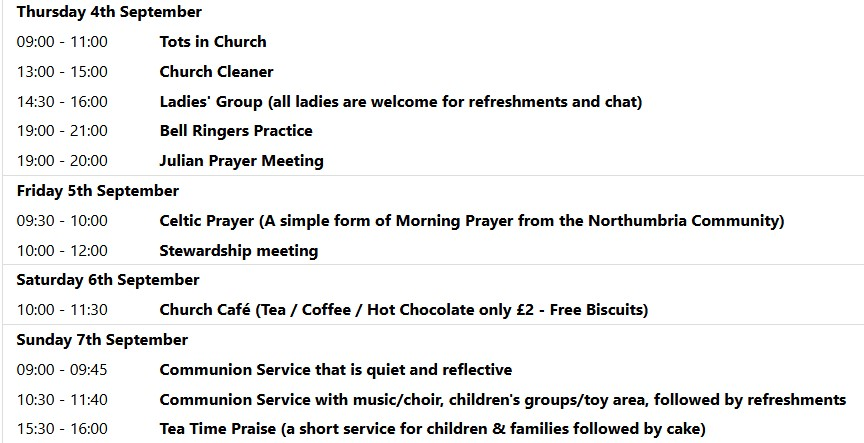 Thursday 4th September
09:00 - 11:00 Tots in Church
13:00 - 15:00 Church Cleaner
14:30 - 16:00 Ladies' Group (all ladies are welcome for refreshments and chat)
19:00 - 21:00 Bell Ringers Practice
19:00 - 20:00 Julian Prayer Meeting
Friday 5th September
09:30 - 10:00 Celtic Prayer (A simple form of Morning Prayer from the Northumbria Community)
10:00 - 12:00 Stewardship meeting
Saturday 6th September
10:00 - 11:30 Church Café (Tea / Coffee / Hot Chocolate only £2 - Free Biscuits)
Sunday 7th September
09:00 - 09:45 Communion Service that is quiet and reflective
10:30 - 11:40 Communion Service with music/choir, children's groups/toy area, followed by refreshments
15:30 - 16:00 Tea Time Praise (a short service for children & families followed by cake)